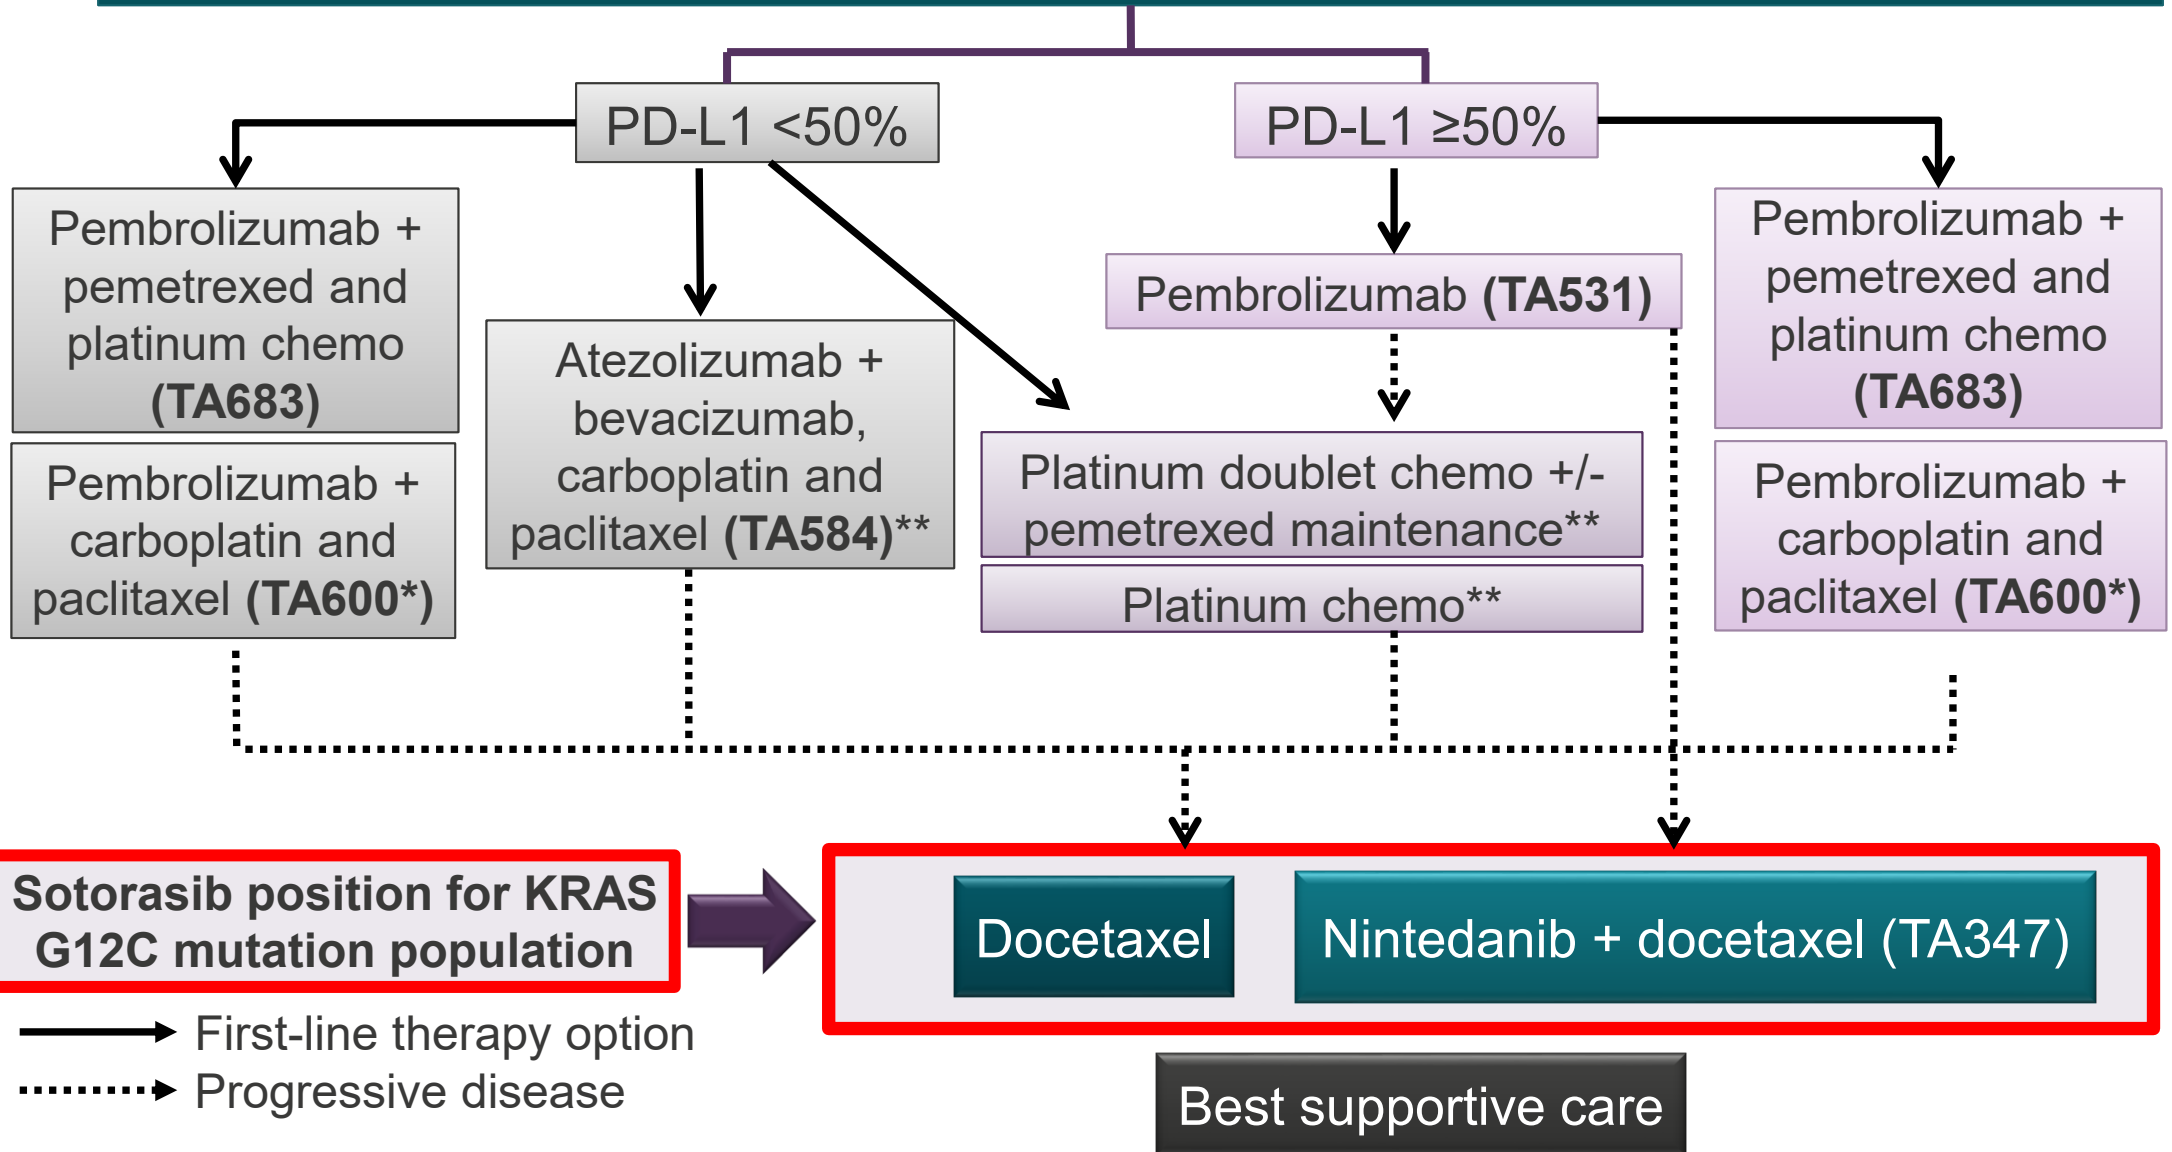 PD-L1 <50%
PD-L1 ≥50%
Pembrolizumab +
pemetrexed and
platinum chemo
(TA683)
Pembrolizumab +
carboplatin and
paclitaxel (TA600*)
Atezolizumab +
bevacizumab,
carboplatin and
paclitaxel (TA584)**
Pembrolizumab (TA531)
Platinum doublet chemo +/-
pemetrexed maintenance**
Platinum chemo**
Pembrolizumab +
pemetrexed and
platinum chemo
(TA683)
Pembrolizumab +
carboplatin and
paclitaxel (TA600*)
Sotorasib position for KRAS
G12C mutation population
Docetaxel
Nintedanib + docetaxel (TA347)
First-line therapy option
Progressive disease
Best supportive care